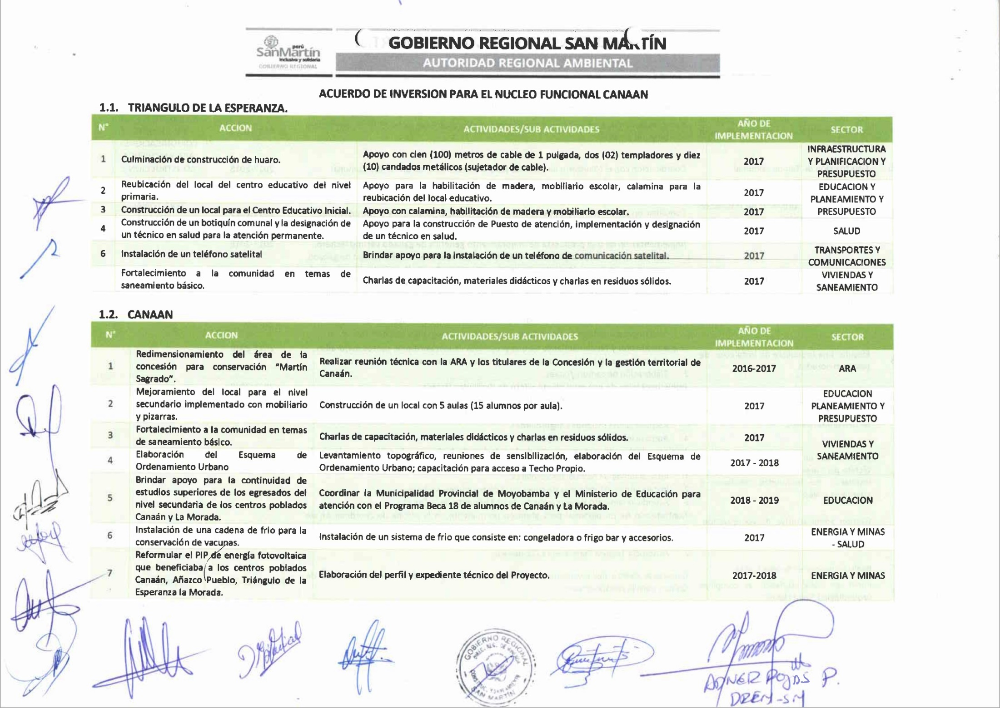 perú
SanMartín
Inclusiva y solidaria
GOBIERNO REGIONAL
GOBIERNO REGIONAL SAN MARTÍN
AUTORIDAD REGIONAL AMBIENTAL
ACUERDO DE INVERSION PARA EL NUCLEO FUNCIONAL CANAAN
1.1. TRIANGULO DE LA ESPERANZA.
N° ACCION ACTIVIDADES/SUB ACTIVIDADES AÑO DE IMPLEMENTACION SECTOR
1 Culminación de construcción de huaro. Apoyo con cien (100) metros de cable de 1 pulgada, dos (02) templadores y diez (10) candados metálicos (sujetador de cable). 2017 INFRAESTRUCTURA Y PLANIFICACION Y PRESUPUESTO
2 Reubicación del local del centro educativo del nivel primaria. Apoyo para la habilitación de madera, mobiliario escolar, calamina para la reubicación del local educativo. 2017 EDUCACION Y PLANEAMIENTO Y PRESUPUESTO
3 Construcción de un local para el Centro Educativo Inicial. Apoyo con calamina, habilitación de madera y mobiliario escolar. 2017
4 Construcción de un botiquín comunal y la designación de un técnico en salud para la atención permanente. Apoyo para la construcción de Puesto de atención, implementación y designación de un técnico en salud. 2017 SALUD
6 Instalación de un teléfono satelital Brindar apoyo para la instalación de un teléfono de comunicación satelital. 2017 TRANSPORTES Y COMUNICACIONES
Fortalecimiento a la comunidad en temas de saneamiento básico. Charlas de capacitación, materiales didácticos y charlas en residuos sólidos. 2017 VIVIENDAS Y SANEAMIENTO
1.2. CANAAN
N° ACCION ACTIVIDADES/SUB ACTIVIDADES AÑO DE IMPLEMENTACION SECTOR
1 Redimensionamiento del área de la concesión para conservación “Martín Sagrado”. Realizar reunión técnica con la ARA y los titulares de la Concesión y la gestión territorial de Canaán. 2016-2017 ARA
2 Mejoramiento del local para el nivel secundario implementado con mobiliario y pizarras. Construcción de un local con 5 aulas (15 alumnos por aula). 2017 EDUCACION PLANEAMIENTO Y PRESUPUESTO
3 Fortalecimiento a la comunidad en temas de saneamiento básico. Charlas de capacitación, materiales didácticos y charlas en residuos sólidos. 2017 VIVIENDAS Y SANEAMIENTO
4 Elaboración del Esquema de Ordenamiento Urbano Levantamiento topográfico, reuniones de sensibilización, elaboración del Esquema de Ordenamiento Urbano; capacitación para acceso a Techo Propio. 2017 - 2018
5 Brindar apoyo para la continuidad de estudios superiores de los egresados del nivel secundaria de los centros poblados Canaán y La Morada. Coordinar la Municipalidad Provincial de Moyobamba y el Ministerio de Educación para atención con el Programa Beca 18 de alumnos de Canaán y La Morada. 2018 - 2019 EDUCACION
6 Instalación de una cadena de frio para la conservación de vacunas. Instalación de un sistema de frio que consiste en: congeladora o frigo bar y accesorios. 2017 ENERGIA Y MINAS - SALUD
7 Reformular el PIP de energía fotovoltaica que beneficiaba a los centros poblados Canaán, Añazco Pueblo, Triángulo de la Esperanza la Morada. Elaboración del perfil y expediente técnico del Proyecto. 2017-2018 ENERGIA Y MINAS
GOBIERNO REGIONAL
SAN MARTIN
ADNER ROJAS P.
DREM-SM